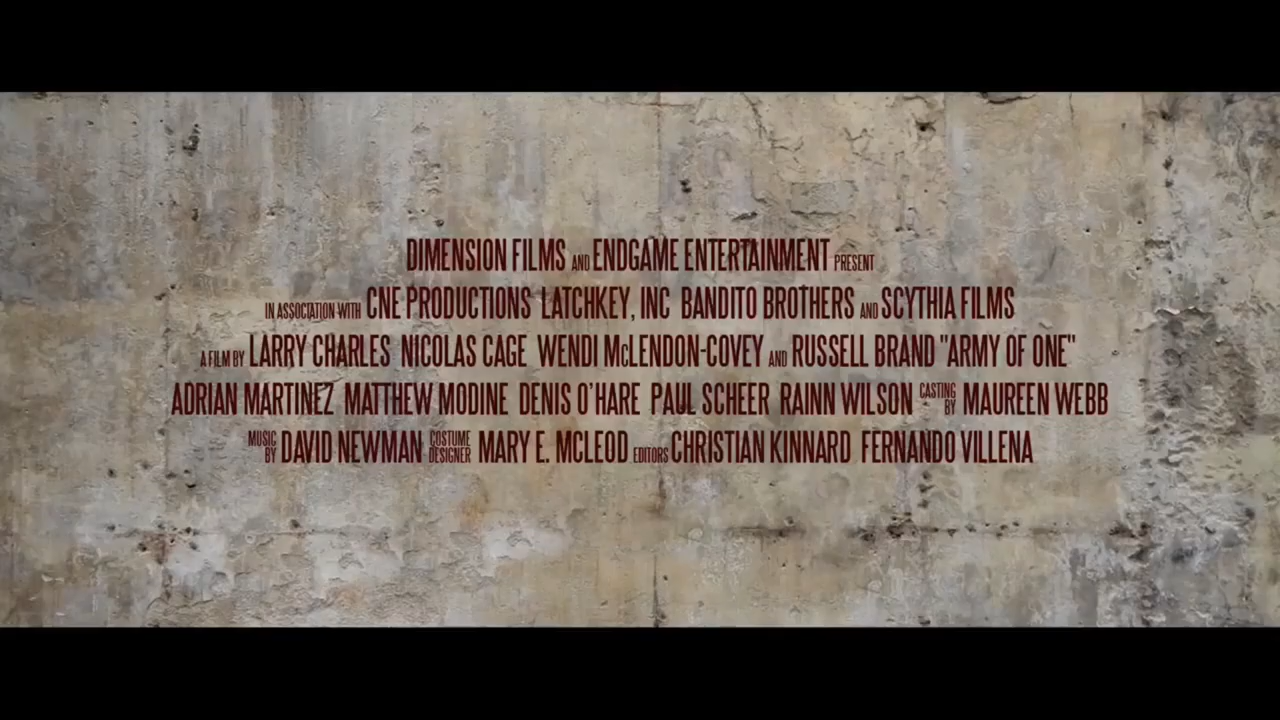 DIMENSION FILMS AND ENDGAME ENTERTAINMENT PRESENT
IN ASSOCIATION WITH CNE PRODUCTIONS LATCHKEY, INC BANDITO BROTHERS AND SCYTHIA FILMS
A FILM BY LARRY CHARLES NICOLAS CAGE WENDI McLENDON-COVEY AND RUSSELL BRAND "ARMY OF ONE"
ADRIAN MARTINEZ MATTHEW MODINE DENIS O'HARE PAUL SCHEER RAINN WILSON CASTING BY MAUREEN WEBB
MUSIC BY DAVID NEWMAN COSTUME DESIGNER MARY E. MCLEOD EDITORS CHRISTIAN KINNARD FERNANDO VILLENA